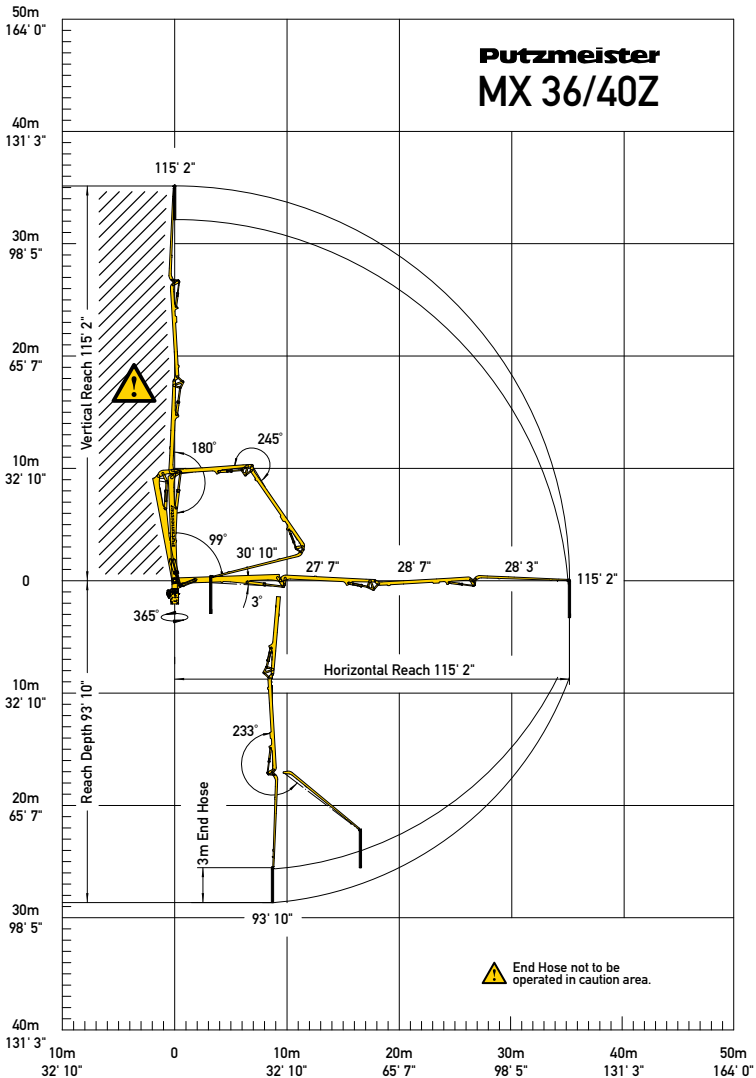 Putzmeister
MX 36/40Z
50m
164' 0"
40m
131' 3"
115' 2"
30m
98' 5"
Vertical Reach 115' 2"
20m
65' 7"
180°
245°
10m
32' 10"
99°
30' 10"
27' 7"
28' 7"
28' 3"
0
115' 2"
3°
365°
Horizontal Reach 115' 2"
10m
32' 10"
Reach Depth 93' 10"
233°
20m
65' 7"
3m End Hose
30m
98' 5"
93' 10"
End Hose not to be
operated in caution area.
40m
131' 3"
10m 0 10m 20m 30m 40m 50m
32' 10" 32' 10" 65' 7" 98' 5" 131' 3" 164' 0"